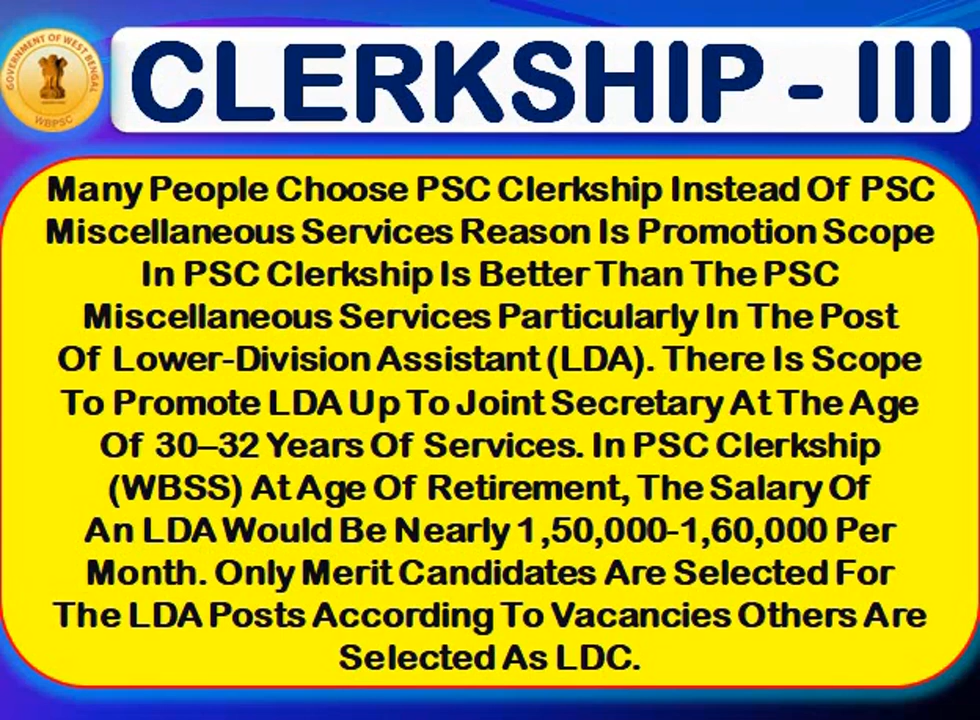 GOVERNMENT OF WEST BENGAL
WBPSC
CLERKSHIP - III
Many People Choose PSC Clerkship Instead Of PSC
Miscellaneous Services Reason Is Promotion Scope
In PSC Clerkship Is Better Than The PSC
Miscellaneous Services Particularly In The Post
Of Lower-Division Assistant (LDA). There Is Scope
To Promote LDA Up To Joint Secretary At The Age
Of 30–32 Years Of Services. In PSC Clerkship
(WBSS) At Age Of Retirement, The Salary Of
An LDA Would Be Nearly 1,50,000-1,60,000 Per
Month. Only Merit Candidates Are Selected For
The LDA Posts According To Vacancies Others Are
Selected As LDC.